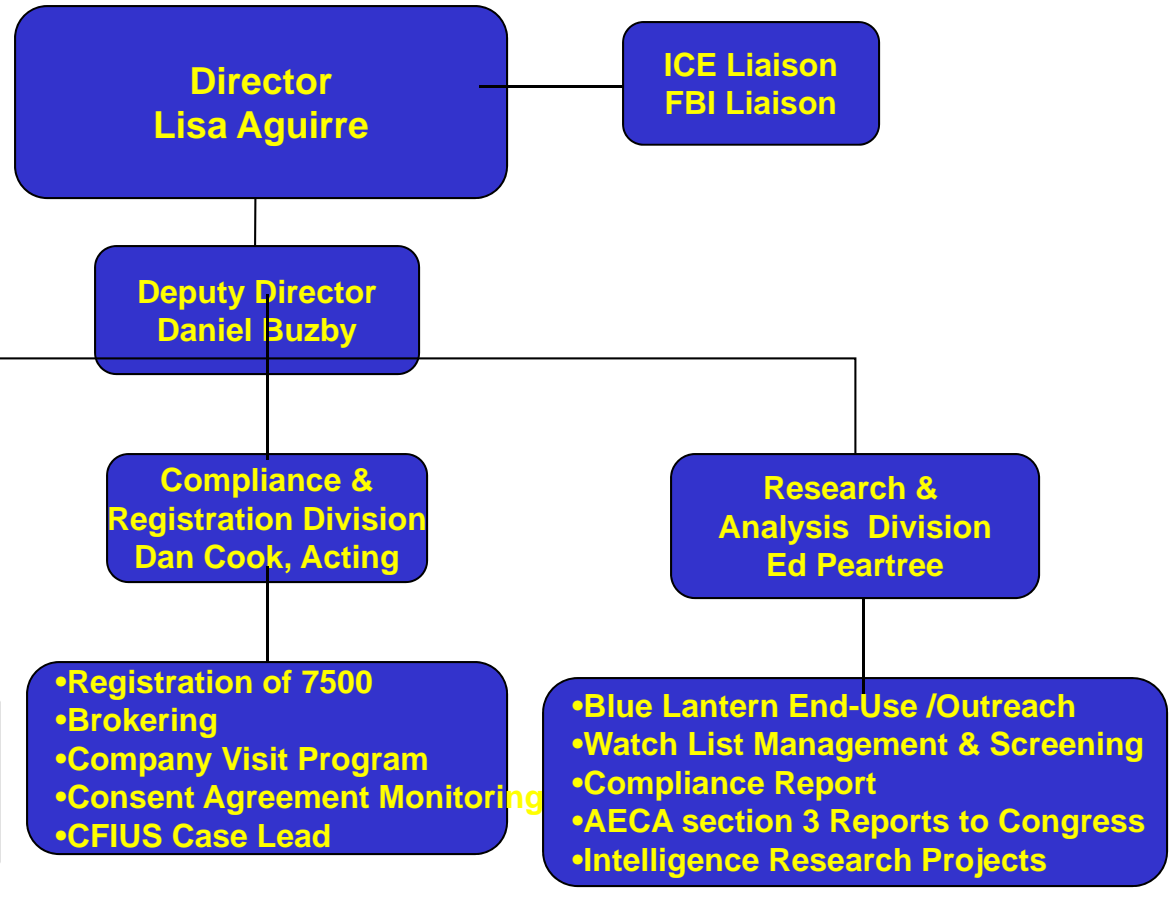 Director
Lisa Aguirre
ICE Liaison
FBI Liaison
Deputy Director
Daniel Buzby
Compliance &
Registration Division
Dan Cook, Acting
Research &
Analysis Division
Ed Peartree
•Registration of 7500
•Brokering
•Company Visit Program
•Consent Agreement Monitoring
•CFIUS Case Lead
•Blue Lantern End-Use /Outreach
•Watch List Management & Screening
•Compliance Report
•AECA section 3 Reports to Congress
•Intelligence Research Projects